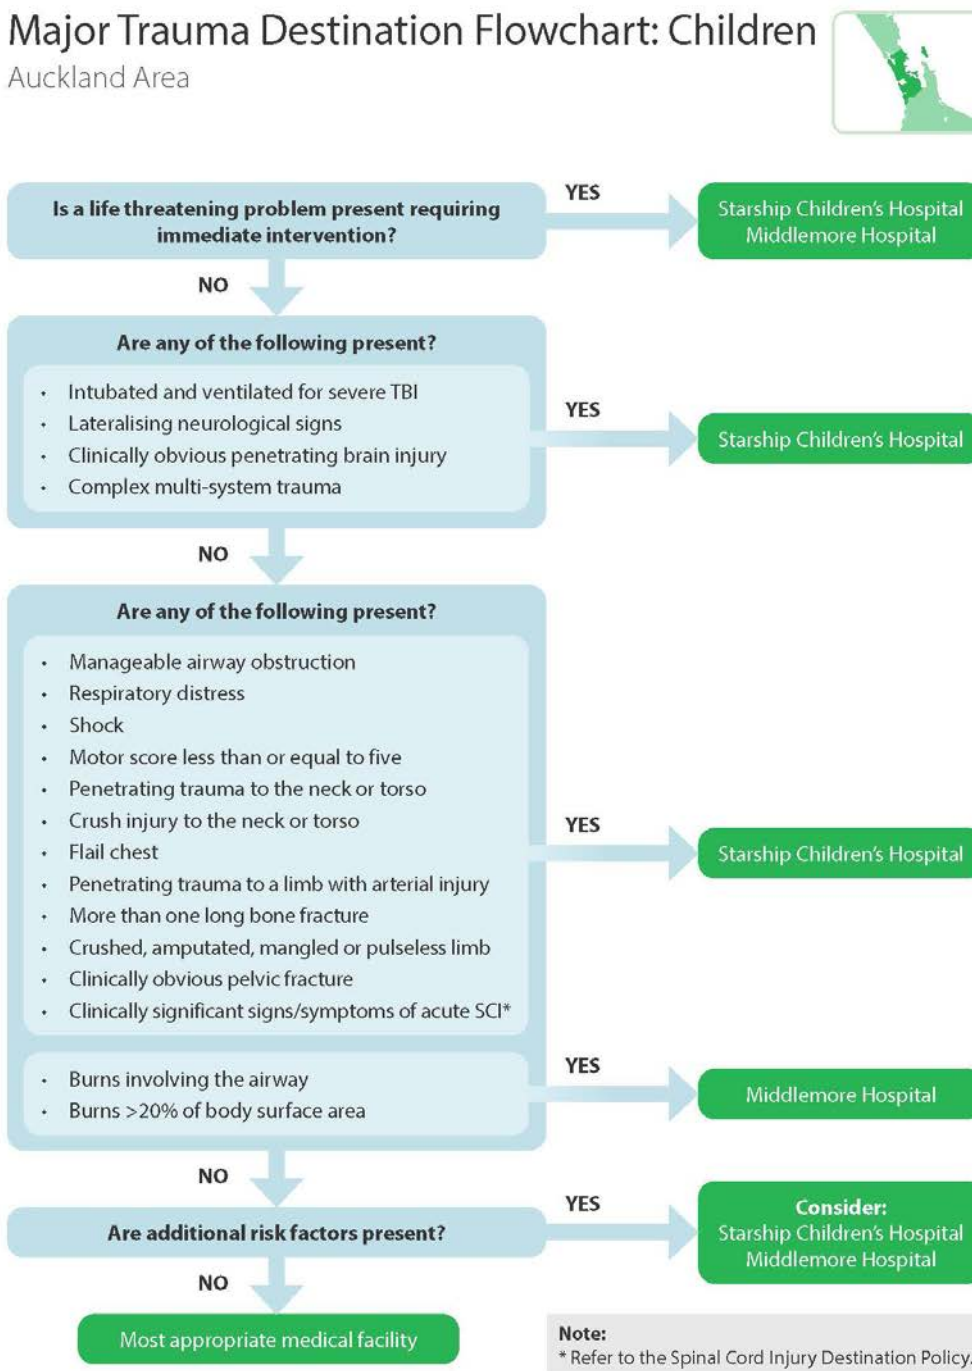 Major Trauma Destination Flowchart: Children
Auckland Area
Is a life threatening problem present requiring
immediate intervention?
YES
Starship Children's Hospital
Middlemore Hospital
NO
Are any of the following present?
• Intubated and ventilated for severe TBI
• Lateralising neurological signs
• Clinically obvious penetrating brain injury
• Complex multi-system trauma
YES
Starship Children's Hospital
NO
Are any of the following present?
• Manageable airway obstruction
• Respiratory distress
• Shock
• Motor score less than or equal to five
• Penetrating trauma to the neck or torso
• Crush injury to the neck or torso
• Flail chest
• Penetrating trauma to a limb with arterial injury
• More than one long bone fracture
• Crushed, amputated, mangled or pulseless limb
• Clinically obvious pelvic fracture
• Clinically significant signs/symptoms of acute SCI*
YES
Starship Children's Hospital
• Burns involving the airway
• Burns >20% of body surface area
YES
Middlemore Hospital
NO
Are additional risk factors present?
YES
Consider:
Starship Children's Hospital
Middlemore Hospital
NO
Most appropriate medical facility
Note:
* Refer to the Spinal Cord Injury Destination Policy.